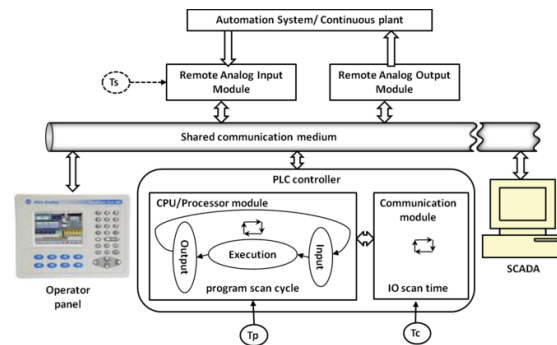 Automation System/ Continuous plant
Ts
Remote Analog Input
Module
Remote Analog Output
Module
Shared communication medium
PLC controller
CPU/Processor module
Output
Execution
Input
program scan cycle
Communication
module
IO scan time
Operator
panel
SCADA
Tp
Tc